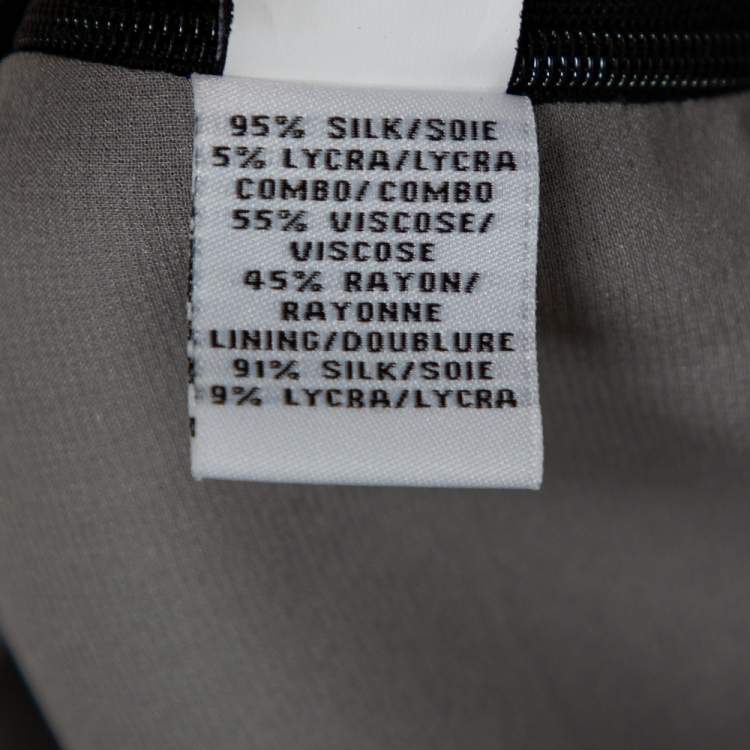 95% SILK/SOIE
5% LYCRA/LYCRA
COMBO/COMBO
55% VISCOSE/
VISCOSE
45% RAYON/
RAYONNE
LINING/DOUBLURE
91% SILK/SOIE
9% LYCRA/LYCRA